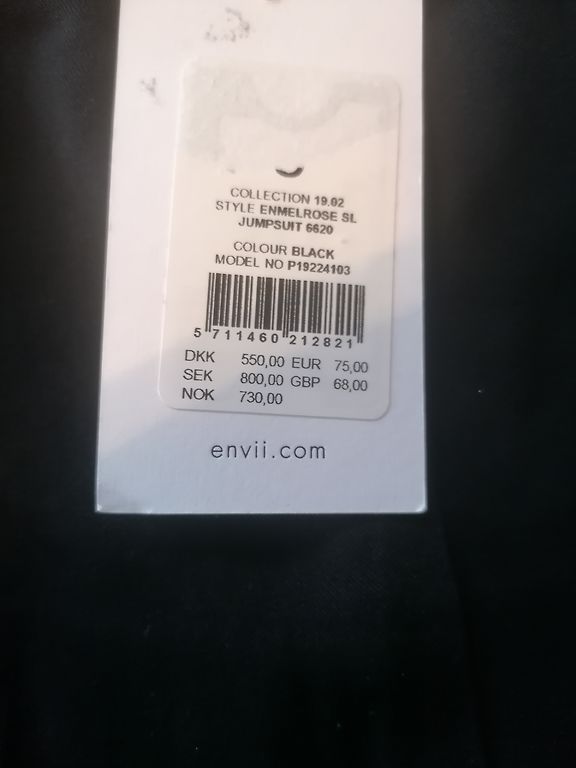 COLLECTION 19.02
STYLE ENMELROSE SL
JUMPSUIT 6620
COLOUR BLACK
MODEL NO P19224103
5 711460 212821
DKK 550,00 EUR 75,00
SEK 800,00 GBP 68,00
NOK 730,00
envii.com